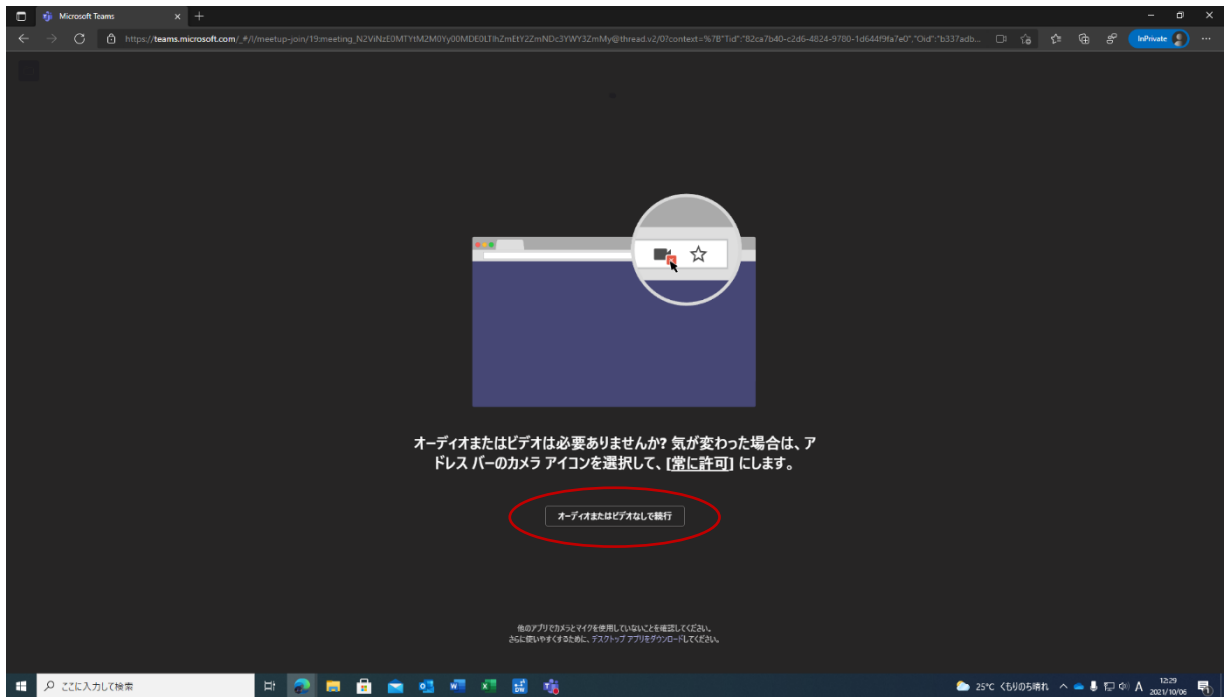 Microsoft Teams
https://teams.microsoft.com/_#/l/meetup-join/19:meeting_N2ViNzE0MTYtM2M0Yy00MDE0LTlhZmEtY2ZmNDc3YWY3ZmMy@thread.v2/0?context=%7B"Tid":"82ca7b40-c2d6-4824-9780-1d644f9fa7e0","Oid":"b337adb...
InPrivate
オーディオまたはビデオは必要ありませんか? 気が変わった場合は、ア
ドレス バーのカメラ アイコンを選択して、[常に許可] にします。
オーディオまたはビデオなしで続行
他のアプリでカメラとマイクを使用していないことを確認してください。
さらに使いやすくするために、デスクトップ アプリをダウンロードしてください。
ここに入力して検索
25°C くもりのち晴れ
A
12:29
2021/10/06